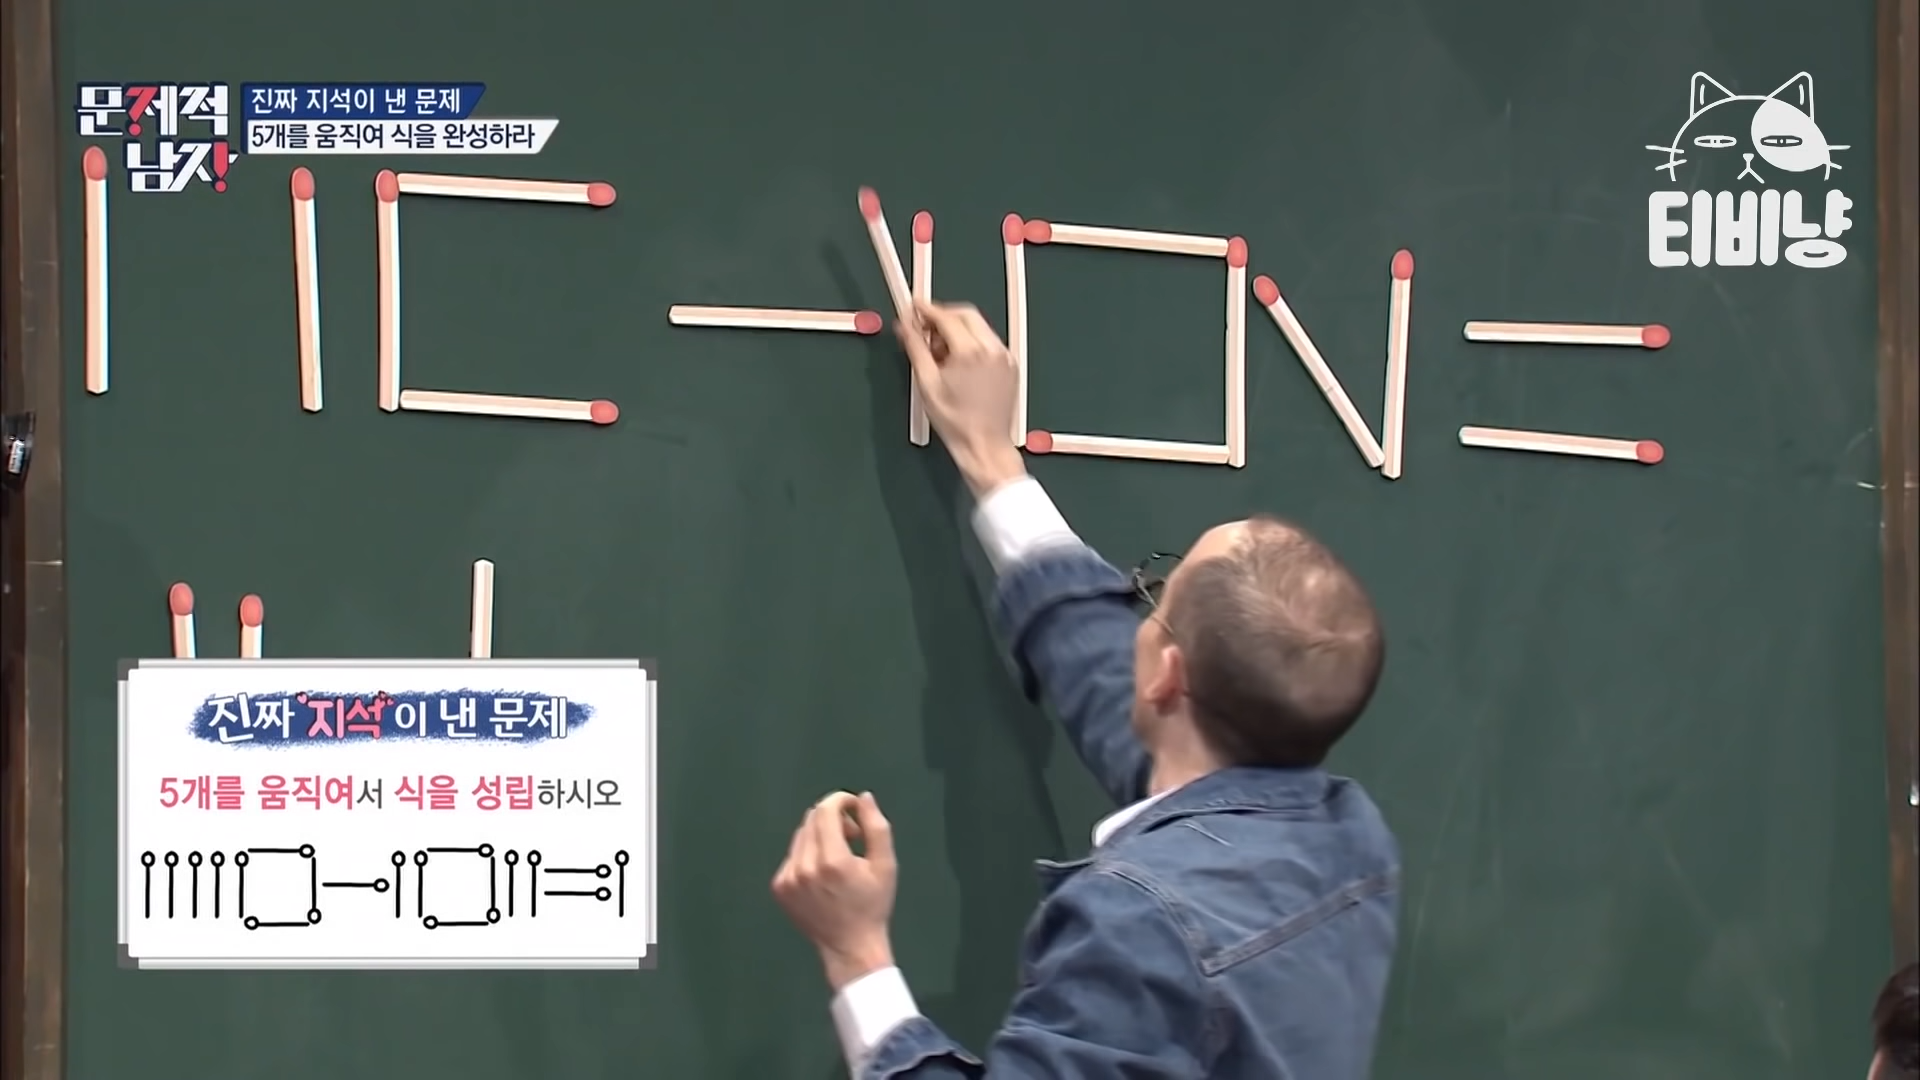 문제적
남자!
진짜 지석이 낸 문제
5개를 움직여 식을 완성하라
티비냥
진짜 지석이 낸 문제
5개를 움직여서 식을 성립하시오